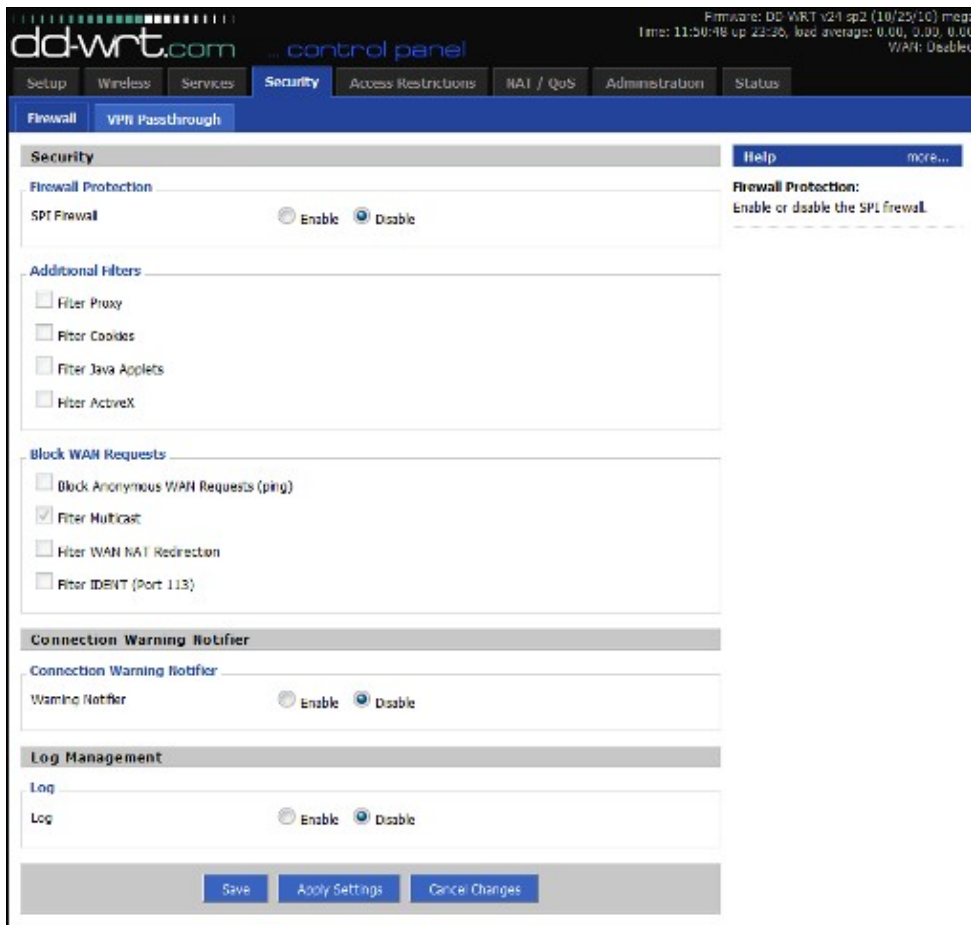 Firmware: DD-WRT v24-sp2 (10/25/10) mega
Time: 11:50:48 up 23:36, load average: 0.00, 0.00, 0.00
WAN: Disabled
dd-wrt.com ... control panel
Setup Wireless Services Security Access Restrictions NAT / QoS Administration Status
Firewall VPN Passthrough
Security
Help more...
Firewall Protection
Firewall Protection:
Enable or disable the SPI firewall.
SPI Firewall Enable Disable
Additional Filters
Filter Proxy
Filter Cookies
Filter Java Applets
Filter ActiveX
Block WAN Requests
Block Anonymous WAN Requests (ping)
Filter Multicast
Filter WAN NAT Redirection
Filter IDENT (Port 113)
Connection Warning Notifier
Connection Warning Notifier
Warning Notifier Enable Disable
Log Management
Log
Log Enable Disable
Save Apply Settings Cancel Changes